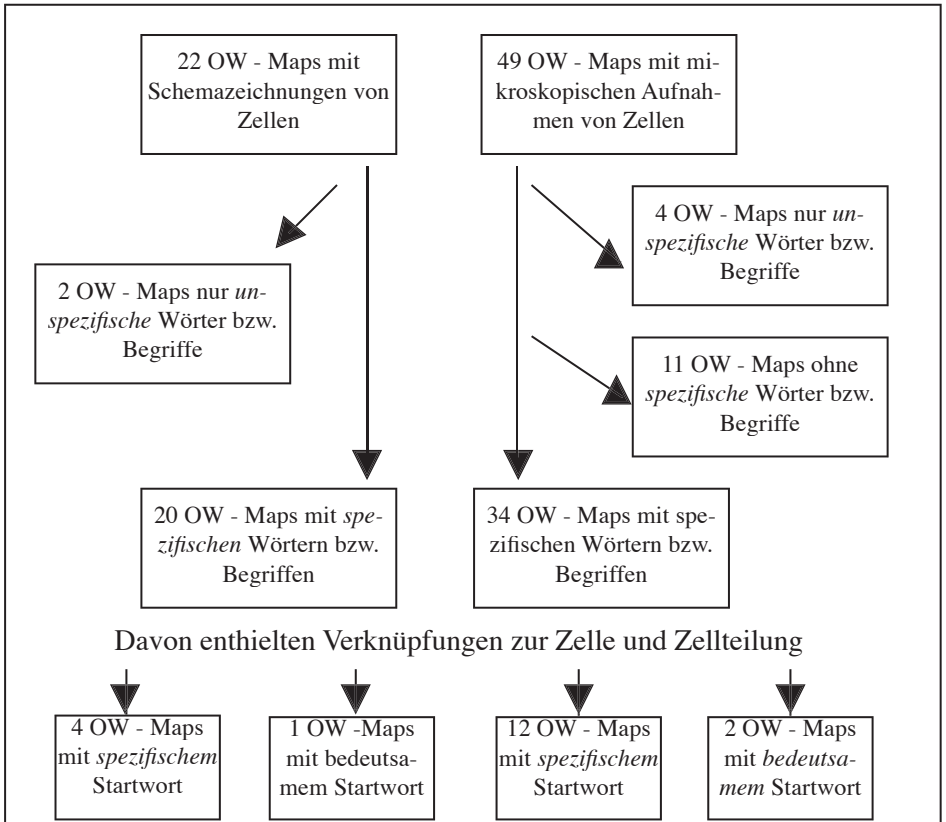 22 OW - Maps mit
Schemazeichnungen von
Zellen
49 OW - Maps mit mi-
kroskopischen Aufnah-
men von Zellen
4 OW - Maps nur un-
spezifische Wörter bzw.
Begriffe
2 OW - Maps nur un-
spezifische Wörter bzw.
Begriffe
11 OW - Maps ohne
spezifische Wörter bzw.
Begriffe
20 OW - Maps mit spe-
zifischen Wörtern bzw.
Begriffen
34 OW - Maps mit spe-
zifischen Wörtern bzw.
Begriffen
Davon enthielten Verknüpfungen zur Zelle und Zellteilung
4 OW - Maps
mit spezifischem
Startwort
1 OW -Maps
mit bedeutsa-
mem Startwort
12 OW - Maps
mit spezifischem
Startwort
2 OW - Maps
mit bedeutsa-
mem Startwort